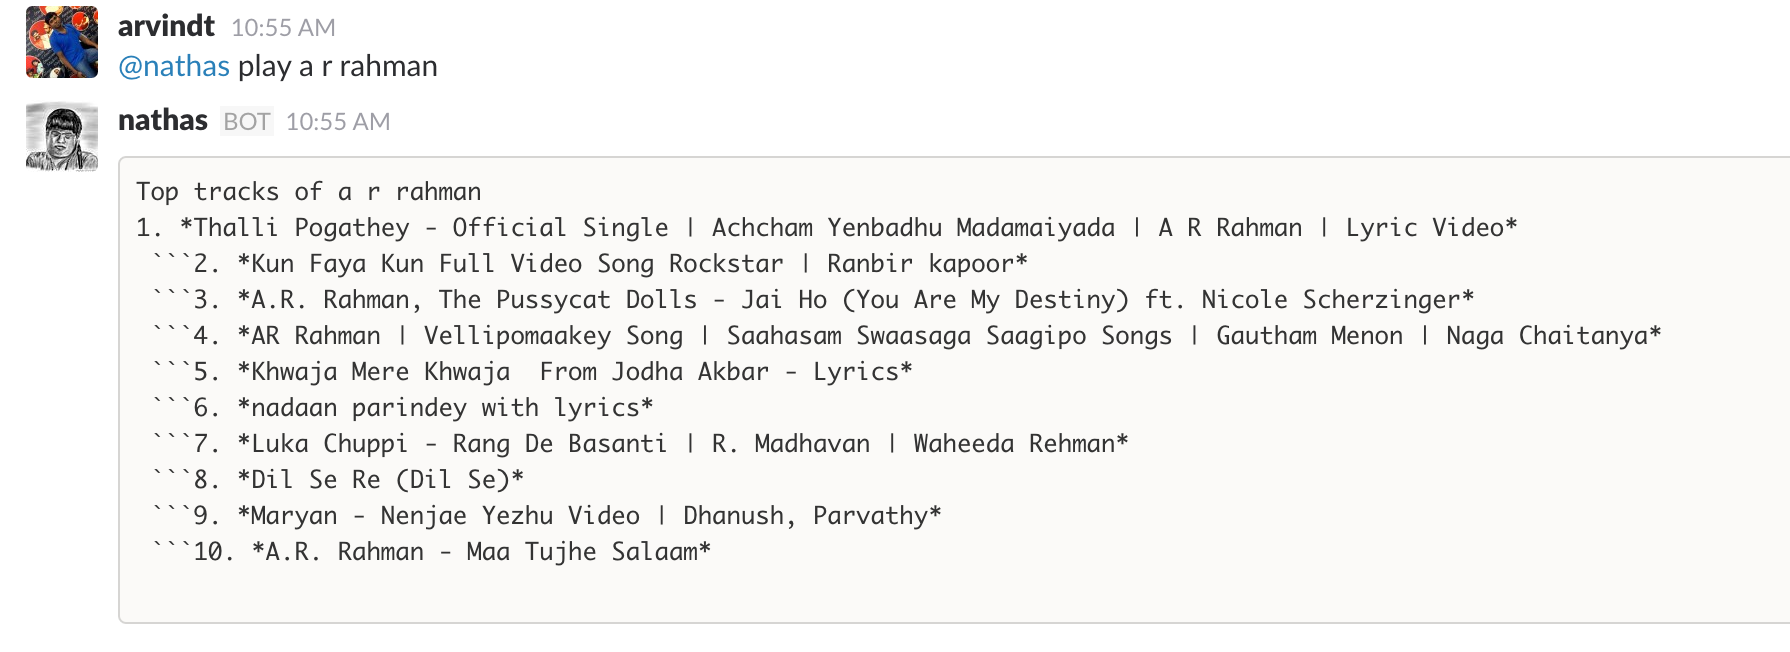 arvindt 10:55 AM
@nathas play a r rahman
nathas BOT 10:55 AM
Top tracks of a r rahman
1. *Thalli Pogathey - Official Single | Achcham Yenbadhu Madamaiyada | A R Rahman | Lyric Video*
```2. *Kun Faya Kun Full Video Song Rockstar | Ranbir kapoor*
```3. *A.R. Rahman, The Pussycat Dolls - Jai Ho (You Are My Destiny) ft. Nicole Scherzinger*
```4. *AR Rahman | Vellipomaakey Song | Saahasam Swaasaga Saagipo Songs | Gautham Menon | Naga Chaitanya*
```5. *Khwaja Mere Khwaja  From Jodha Akbar - Lyrics*
```6. *nadaan parindey with lyrics*
```7. *Luka Chuppi - Rang De Basanti | R. Madhavan | Waheeda Rehman*
```8. *Dil Se Re (Dil Se)*
```9. *Maryan - Nenjae Yezhu Video | Dhanush, Parvathy*
```10. *A.R. Rahman - Maa Tujhe Salaam*